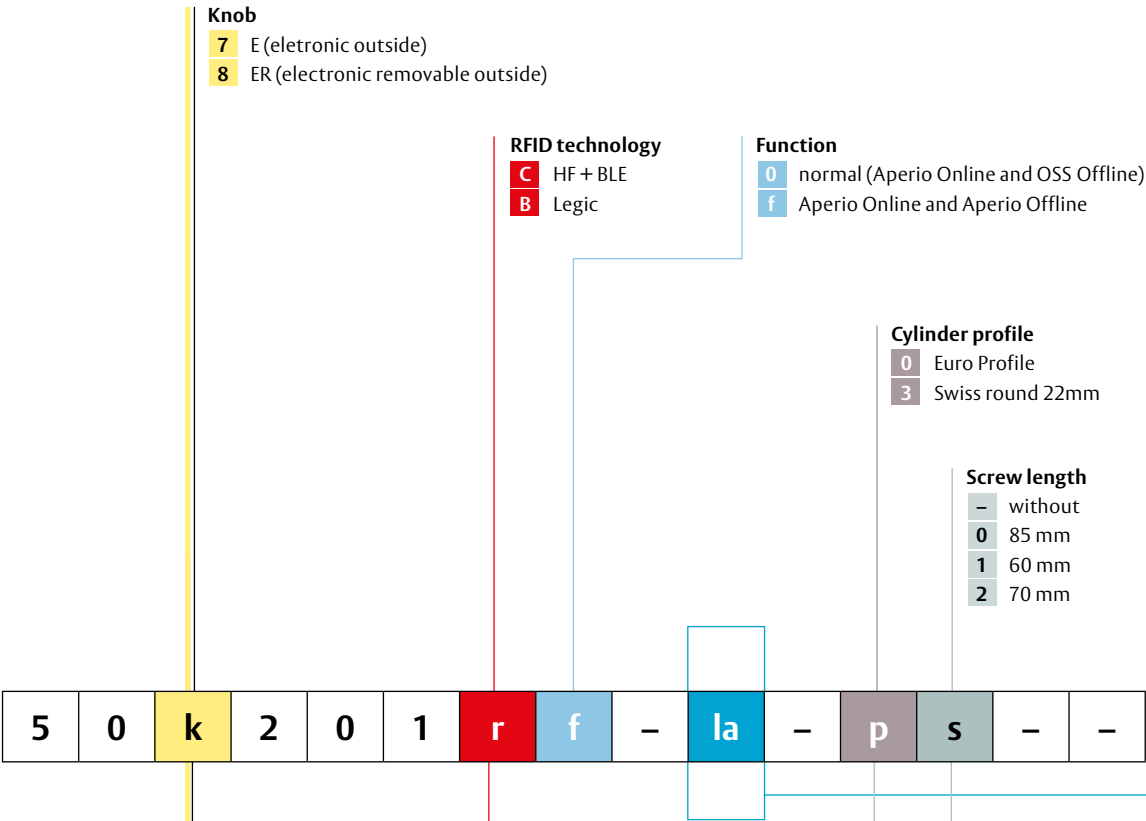 Knob
7 E (eletronic outside)
8 ER (electronic removable outside)
RFID technology
C HF + BLE
B Legic
Function
0 normal (Aperio Online and OSS Offline)
f Aperio Online and Aperio Offline
Cylinder profile
0 Euro Profile
3 Swiss round 22mm
Screw length
– without
0 85 mm
1 60 mm
2 70 mm
5 0 k 2 0 1 r f – la – p s – –